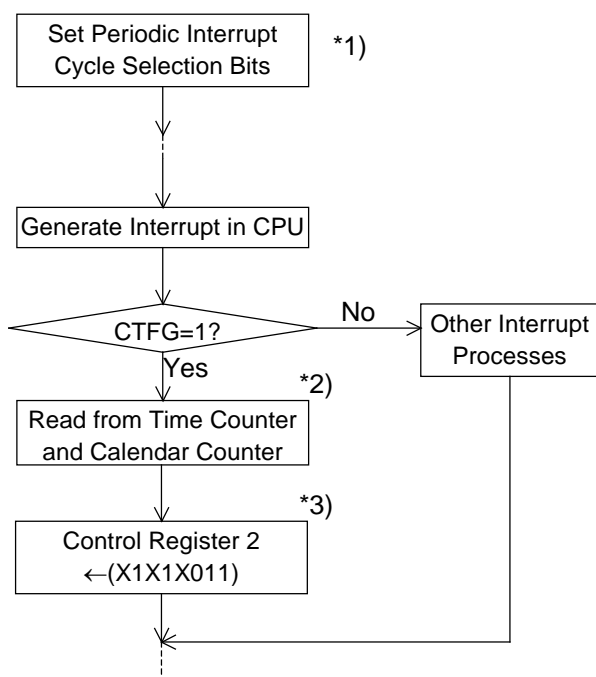 Set Periodic Interrupt
Cycle Selection Bits
*1)
Generate Interrupt in CPU
CTFG=1?
No
Other Interrupt
Processes
Yes
*2)
Read from Time Counter
and Calendar Counter
*3)
Control Register 2
←(X1X1X011)